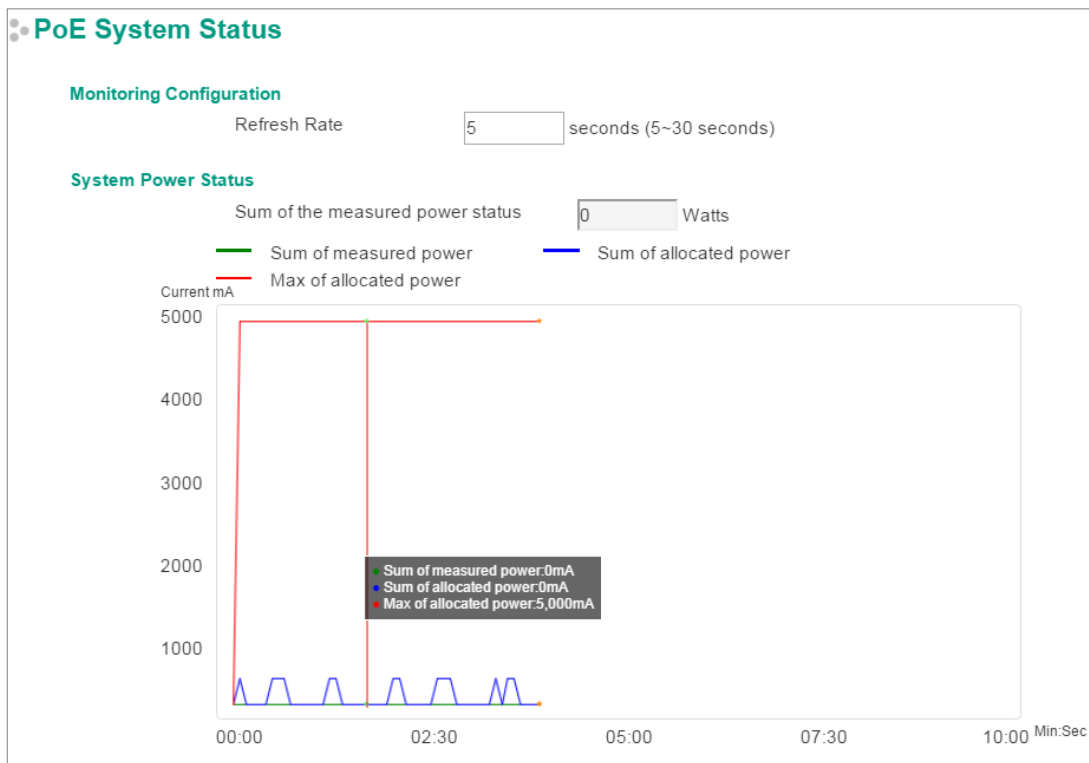 PoE System Status
Monitoring Configuration
Refresh Rate 5 seconds (5~30 seconds)
System Power Status
Sum of the measured power status 0 Watts
Sum of measured power Sum of allocated power
Max of allocated power
Current mA
5000
4000
3000
2000
Sum of measured power:0mA
Sum of allocated power:0mA
Max of allocated power:5,000mA
1000
00:00 02:30 05:00 07:30 10:00 Min:Sec